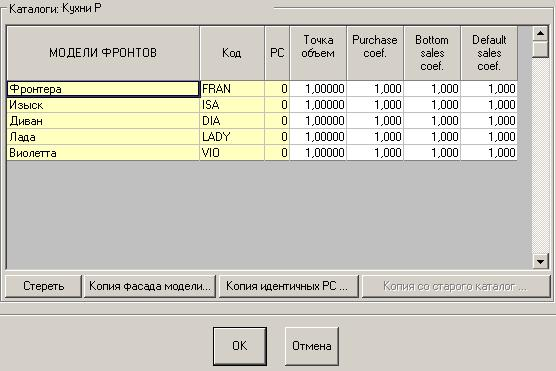 Каталоги: Кухни P
МОДЕЛИ ФРОНТОВ Код PC Точка объем Purchase coef. Bottom sales coef. Default sales coef.
Фронтера FRAN 0 1,00000 1,000 1,000 1,000
Изыск ISA 0 1,00000 1,000 1,000 1,000
Диван DIA 0 1,00000 1,000 1,000 1,000
Лада LADY 0 1,00000 1,000 1,000 1,000
Виолетта VIO 0 1,00000 1,000 1,000 1,000
Стереть Копия фасада модели... Копия идентичных PC ... Копия со старого каталог ...
OK Отмена